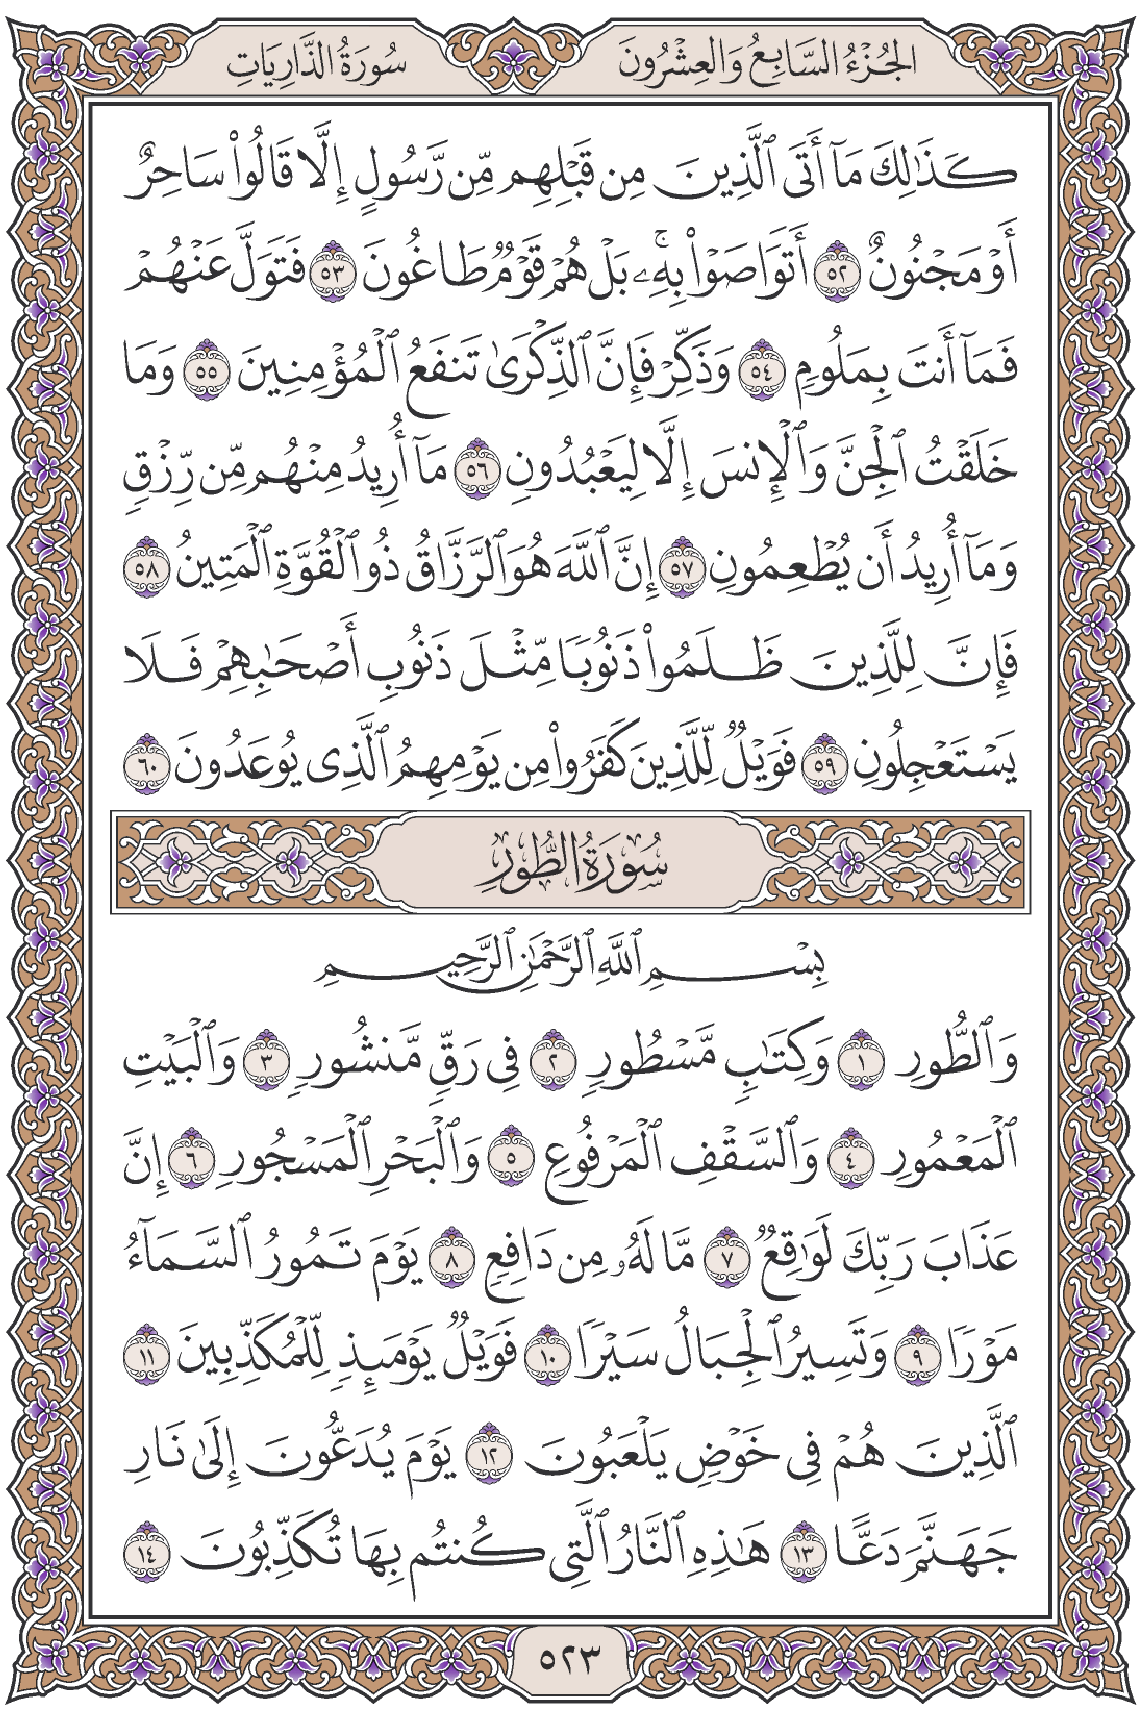 الجُزْءُ السَّابِعُ وَالعِشْرُونَ
سُورَةُ الذَّارِيَاتِ
كَذَٰلِكَ مَآ أَتَى ٱلَّذِينَ مِن قَبْلِهِم مِّن رَّسُولٍ إِلَّا قَالُوا۟ سَاحِرٌ
أَوْ مَجْنُونٌ ٥٢ أَتَوَاصَوْا۟ بِهِۦۚ بَلْ هُمْ قَوْمٌ طَاغُونَ ٥٣ فَتَوَلَّ عَنْهُمْ
فَمَآ أَنتَ بِمَلُومٍ ٥٤ وَذَكِّرْ فَإِنَّ ٱلذِّكْرَىٰ تَنفَعُ ٱلْمُؤْمِنِينَ ٥٥ وَمَا
خَلَقْتُ ٱلْجِنَّ وَٱلْإِنسَ إِلَّا لِيَعْبُدُونِ ٥٦ مَآ أُرِيدُ مِنْهُم مِّن رِّزْقٍ
وَمَآ أُرِيدُ أَن يُطْعِمُونِ ٥٧ إِنَّ ٱللَّهَ هُوَ ٱلرَّزَّاقُ ذُو ٱلْقُوَّةِ ٱلْمَتِينُ ٥٨
فَإِنَّ لِلَّذِينَ ظَلَمُوا۟ ذَنُوبًا مِّثْلَ ذَنُوبِ أَصْحَٰبِهِمْ فَلَا
يَسْتَعْجِلُونِ ٥٩ فَوَيْلٌ لِّلَّذِينَ كَفَرُوا۟ مِن يَوْمِهِمُ ٱلَّذِى يُوعَدُونَ ٦٠
سُورَةُ الطُّورِ
بِسْمِ ٱللَّهِ ٱلرَّحْمَٰنِ ٱلرَّحِيمِ
وَٱلطُّورِ ١ وَكِتَٰبٍ مَّسْطُورٍ ٢ فِى رَقٍّ مَّنشُورٍ ٣ وَٱلْبَيْتِ
ٱلْمَعْمُورِ ٤ وَٱلسَّقْفِ ٱلْمَرْفُوعِ ٥ وَٱلْبَحْرِ ٱلْمَسْجُورِ ٦ إِنَّ
عَذَابَ رَبِّكَ لَوَٰقِعٌ ٧ مَّا لَهُۥ مِن دَافِعٍ ٨ يَوْمَ تَمُورُ ٱلسَّمَآءُ
مَوْرًا ٩ وَتَسِيرُ ٱلْجِبَالُ سَيْرًا ١٠ فَوَيْلٌ يَوْمَئِذٍ لِّلْمُكَذِّبِينَ ١١
ٱلَّذِينَ هُمْ فِى خَوْضٍ يَلْعَبُونَ ١٢ يَوْمَ يُدَعُّونَ إِلَىٰ نَارِ
جَهَنَّمَ دَعًّا ١٣ هَٰذِهِ ٱلنَّارُ ٱلَّتِى كُنتُم بِهَا تُكَذِّبُونَ ١٤
٥٢٣